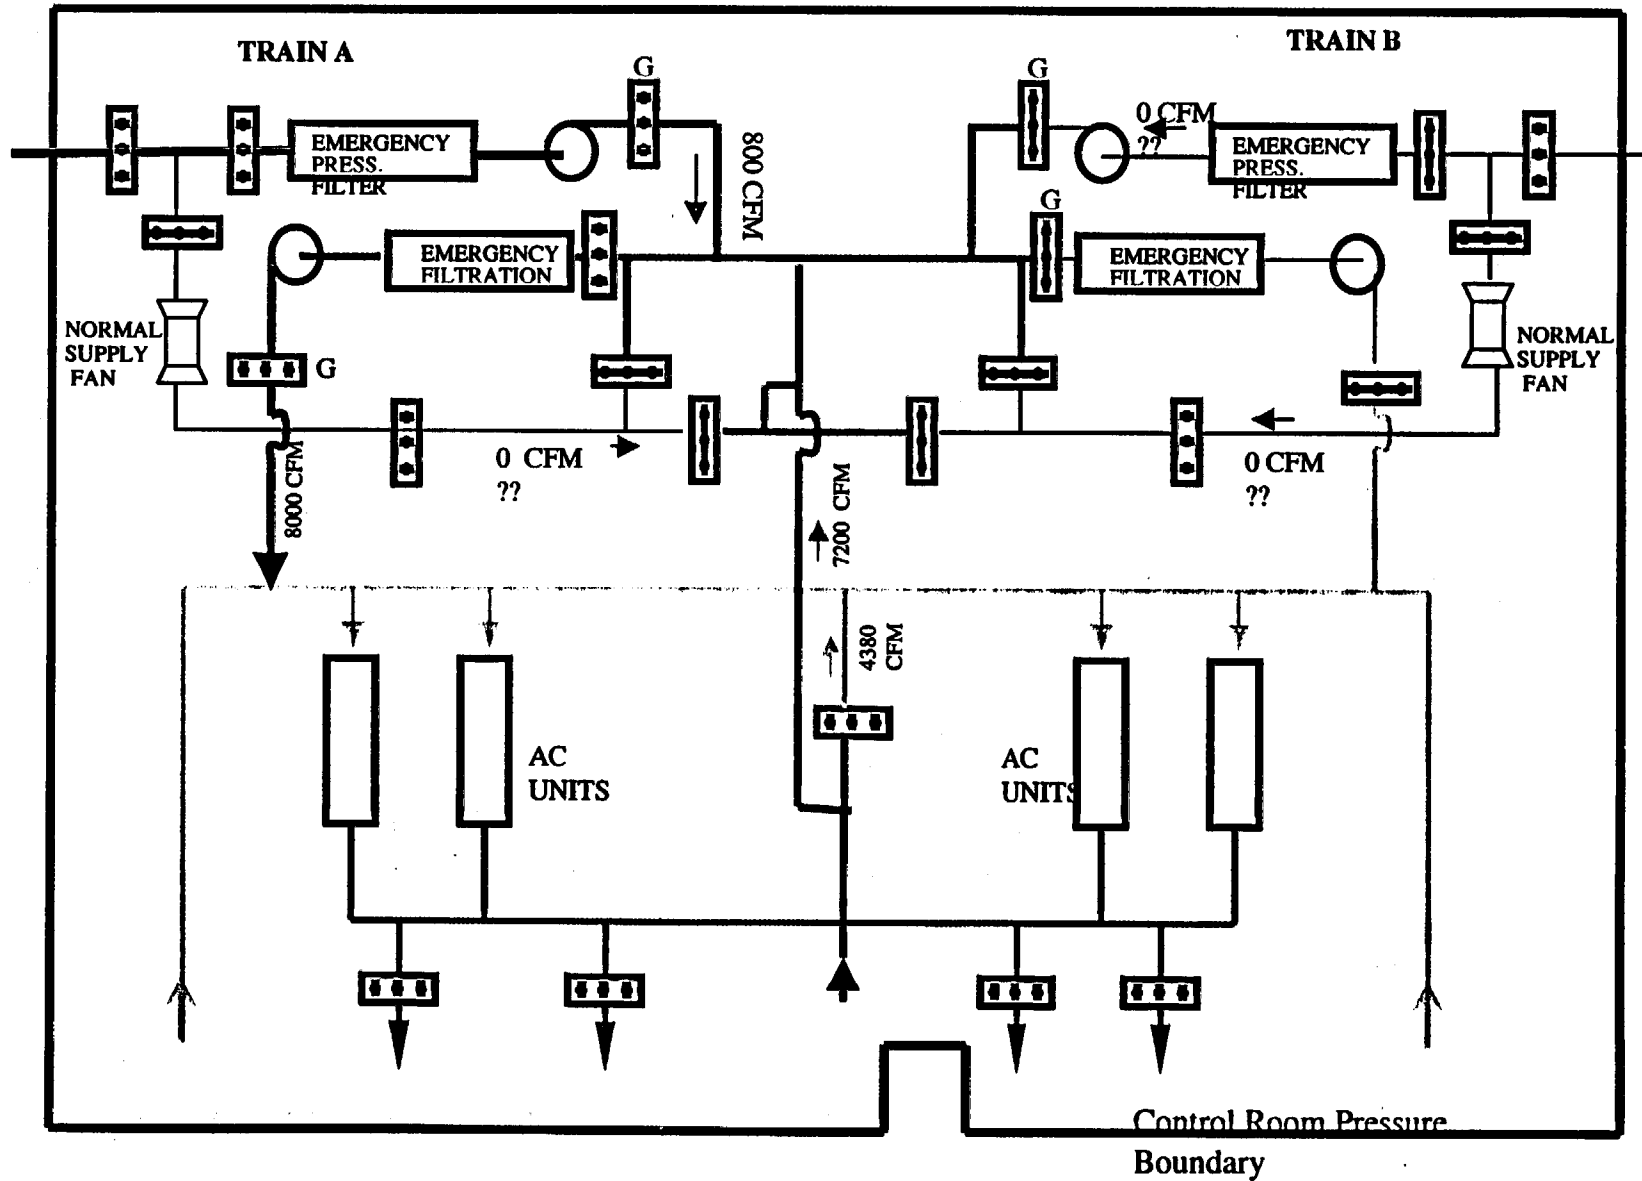 TRAIN A
TRAIN B
G
G
0 CFM
??
EMERGENCY
PRESS.
FILTER
800 CFM
EMERGENCY
PRESS.
FILTER
G
EMERGENCY
FILTRATION
EMERGENCY
FILTRATION
NORMAL
SUPPLY
FAN
G
NORMAL
SUPPLY
FAN
8000 CFM
0 CFM
??
7200 CFM
0 CFM
??
4380
CFM
AC
UNITS
AC
UNITS
Control Room Pressure
Boundary